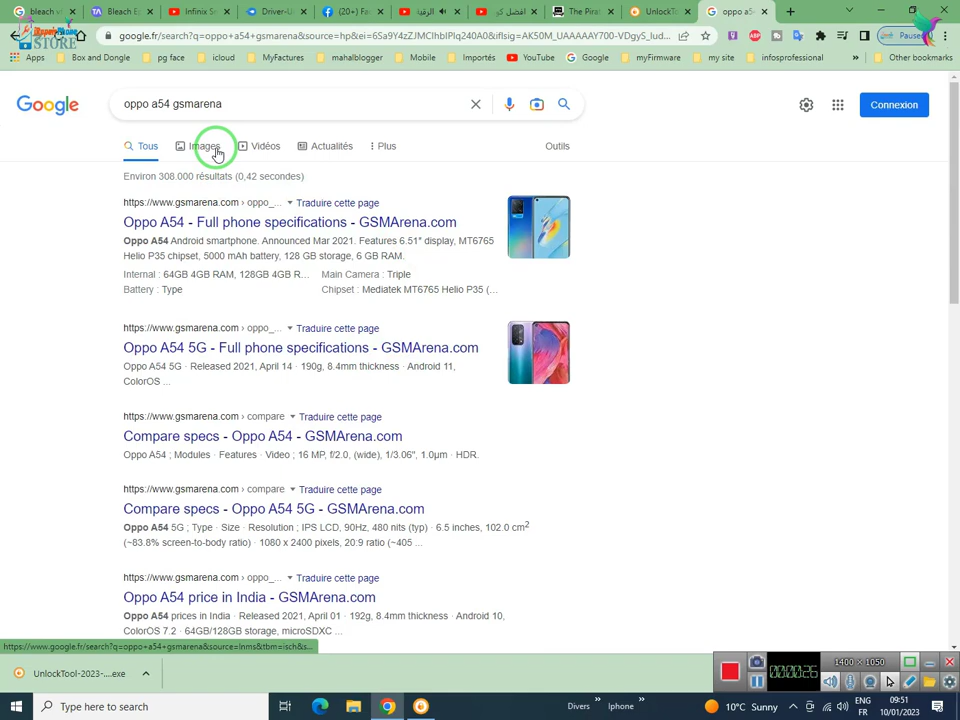 bleach v
Bleach E
Infinix S
Driver-U
(20+) Fa
الرقية
افضل كر
The Pira
UnlockTo
oppo a5
STORE
google.fr/search?q=oppo+a54+gsmarena&source=hp&ei=6Sa9Y4zZJMCIhbIPlq240A0&iflsig=AK50M_UAAAAAY700-VDgyS_Iud...
Paused
Apps
Box and Dongle
pg face
icloud
MyFactures
mahalblogger
Mobile
Importés
YouTube
Google
myFirmware
my site
infosprofessional
»
Other bookmarks
Google
oppo a54 gsmarena
Connexion
Tous
Images
Vidéos
Actualités
Plus
Outils
Environ 308.000 résultats (0,42 secondes)
https://www.gsmarena.com › oppo_... Traduire cette page
Oppo A54 - Full phone specifications - GSMArena.com
Oppo A54 Android smartphone. Announced Mar 2021. Features 6.51″ display, MT6765
Helio P35 chipset, 5000 mAh battery, 128 GB storage, 6 GB RAM.
Internal : 64GB 4GB RAM, 128GB 4GB R... Main Camera : Triple
Battery : Type Chipset : Mediatek MT6765 Helio P35 (...
https://www.gsmarena.com › oppo_... Traduire cette page
Oppo A54 5G - Full phone specifications - GSMArena.com
Oppo A54 5G · Released 2021, April 14 · 190g, 8.4mm thickness · Android 11,
ColorOS ...
https://www.gsmarena.com › compare Traduire cette page
Compare specs - Oppo A54 - GSMArena.com
Oppo A54 ; Modules · Features · Video ; 16 MP, f/2.0, (wide), 1/3.06", 1.0µm · HDR.
https://www.gsmarena.com › compare Traduire cette page
Compare specs - Oppo A54 5G - GSMArena.com
Oppo A54 5G ; Type · Size · Resolution ; IPS LCD, 90Hz, 480 nits (typ) · 6.5 inches, 102.0 cm2
(~83.8% screen-to-body ratio) · 1080 x 2400 pixels, 20:9 ratio (~405 ...
https://www.gsmarena.com › oppo_... Traduire cette page
Oppo A54 price in India - GSMArena.com
Oppo A54 prices in India · Released 2021, April 01 · 192g, 8.4mm thickness · Android 10,
ColorOS 7.2 · 64GB/128GB storage, microSDXC ...
https://www.google.fr/search?q=oppo+a54+gsmarena&source=lnms&tbm=isch&s...
UnlockTool-2023-....exe
00:00:26
1400 × 1050
Type here to search
Divers »
Iphone »
10°C Sunny
ENG
FR
09:51
10/01/2023